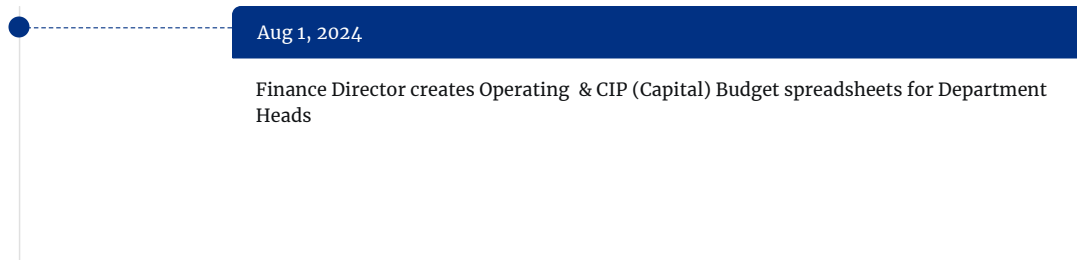 Aug 1, 2024
Finance Director creates Operating  & CIP (Capital) Budget spreadsheets for Department
Heads